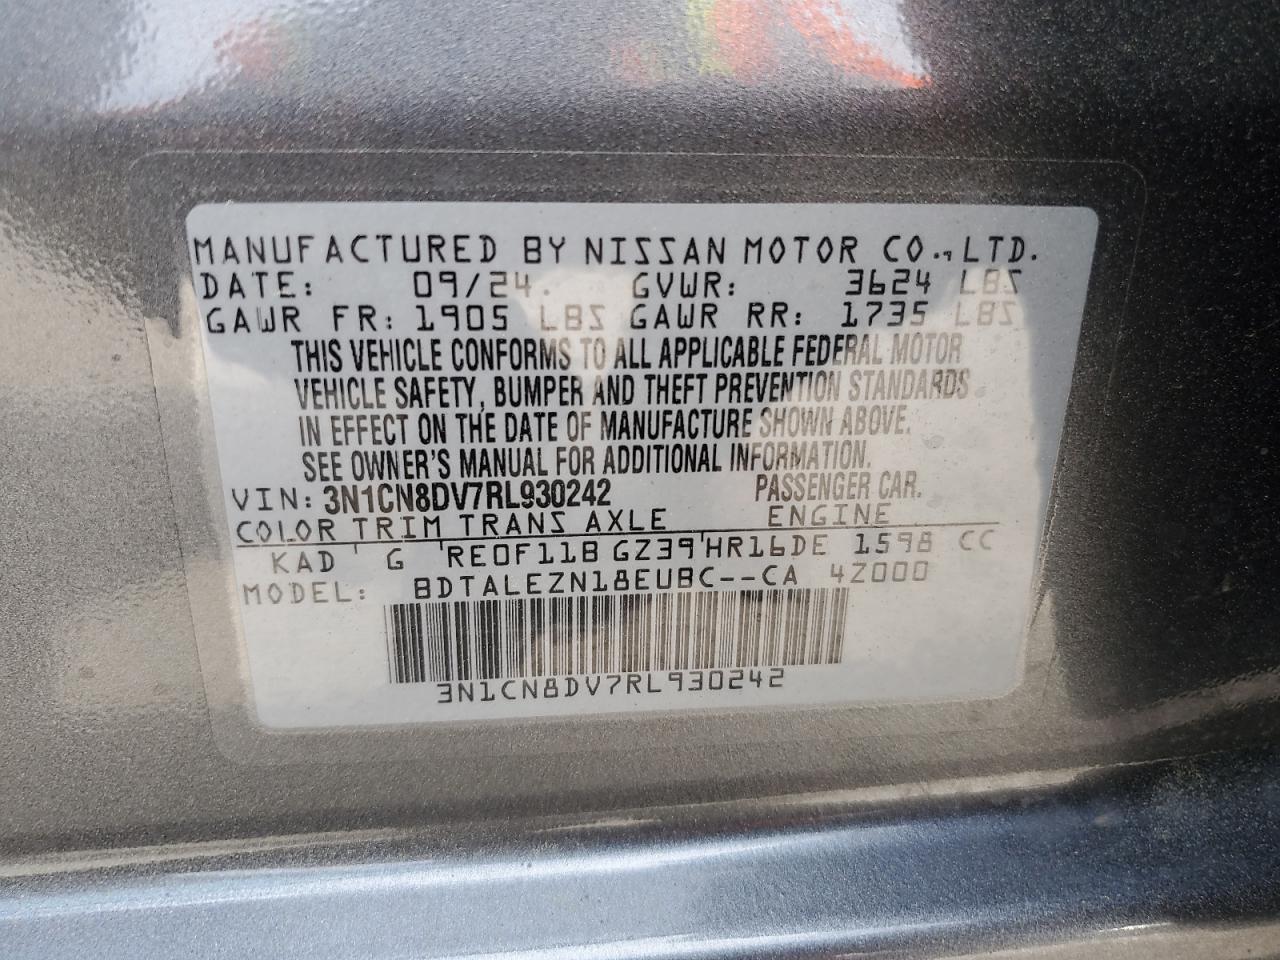 MANUFACTURED BY NISSAN MOTOR CO., LTD.
DATE: 09/24 GVWR: 3624 LBS
GAWR FR: 1905 LBS GAWR RR: 1735 LBS
THIS VEHICLE CONFORMS TO ALL APPLICABLE FEDERAL MOTOR
VEHICLE SAFETY, BUMPER AND THEFT PREVENTION STANDARDS
IN EFFECT ON THE DATE OF MANUFACTURE SHOWN ABOVE.
SEE OWNER'S MANUAL FOR ADDITIONAL INFORMATION.
VIN: 3N1CN8DV7RL930242 PASSENGER CAR.
COLOR TRIM TRANS AXLE ENGINE
KAD G RE0F11B GZ39 HR16DE 1598 CC
MODEL: BDTALEZN18EUBC--CA 4Z000
3N1CN8DV7RL930242